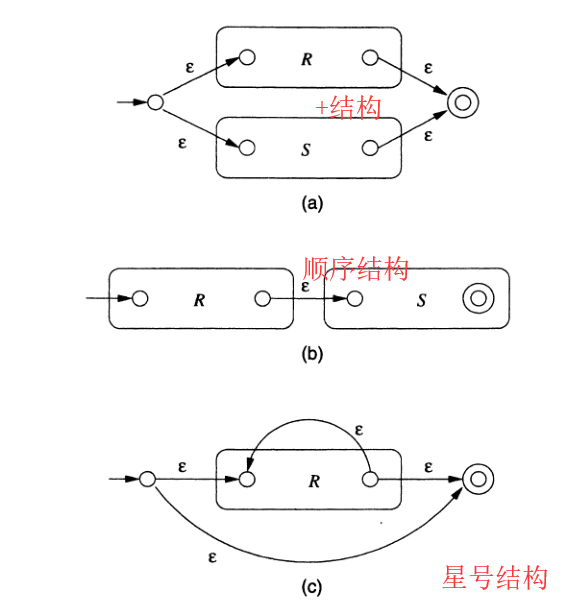 ε R ε
+结构
ε S ε
(a)
顺序结构
R ε S
(b)
ε
ε R ε
ε
星号结构
(c)